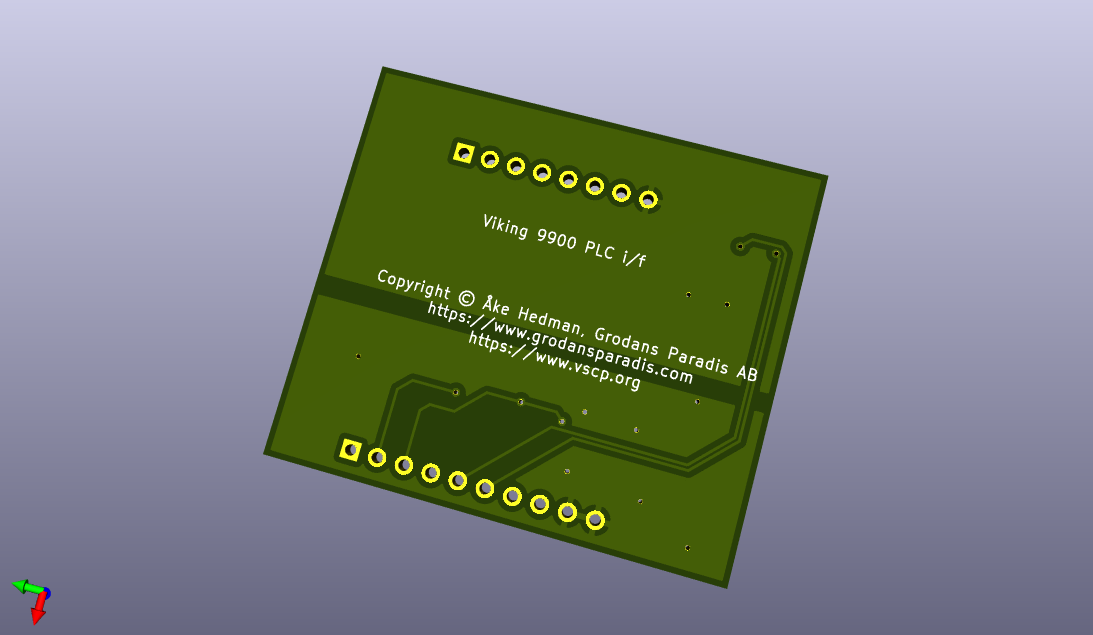 Viking 9900 PLC i/f
Copyright © Åke Hedman, Grodans Paradis AB
https://www.grodansparadis.com
https://www.vscp.org